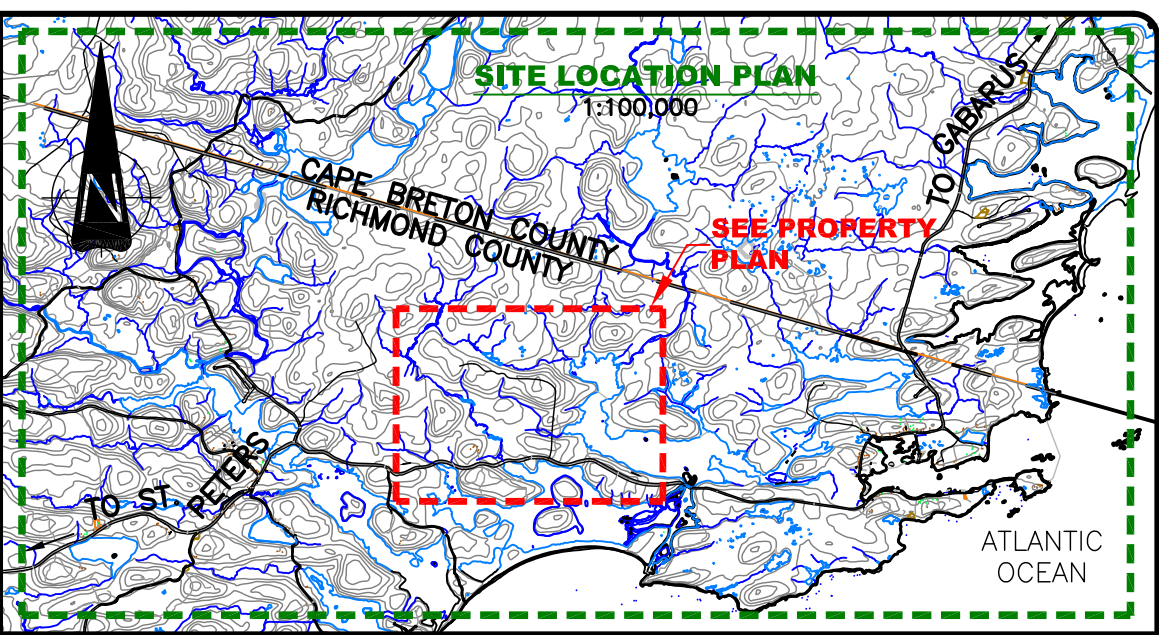 SITE LOCATION PLAN
1:100,000
TO GABARUS
CAPE BRETON COUNTY
RICHMOND COUNTY
SEE PROPERTY
PLAN
N
TO ST. PETERS
ATLANTIC
OCEAN